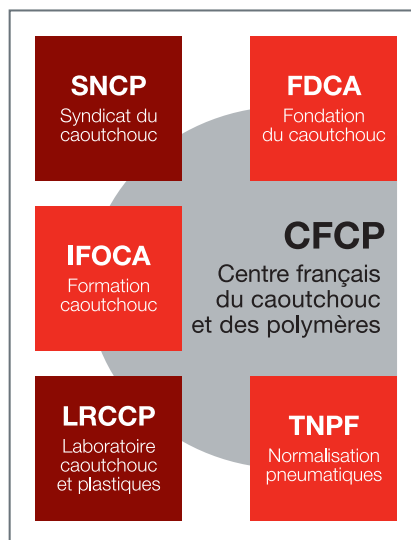 SNCP
Syndicat du
caoutchouc
FDCA
Fondation
du caoutchouc
IFOCA
Formation
caoutchouc
CFCP
Centre français
du caoutchouc
et des polymères
LRCCP
Laboratoire
caoutchouc
et plastiques
TNPF
Normalisation
pneumatiques